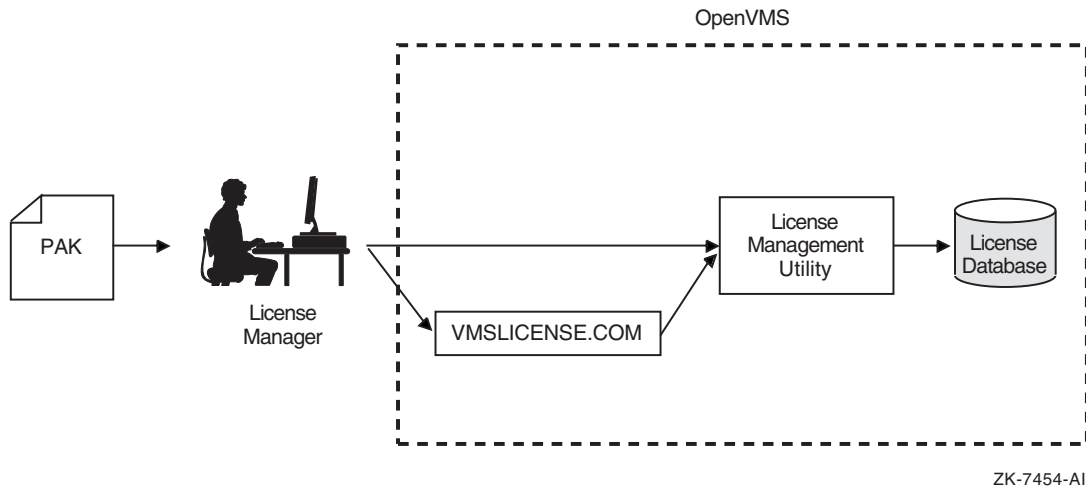 OpenVMS
PAK
License
Manager
VMSLICENSE.COM
License
Management
Utility
License
Database
ZK-7454-AI